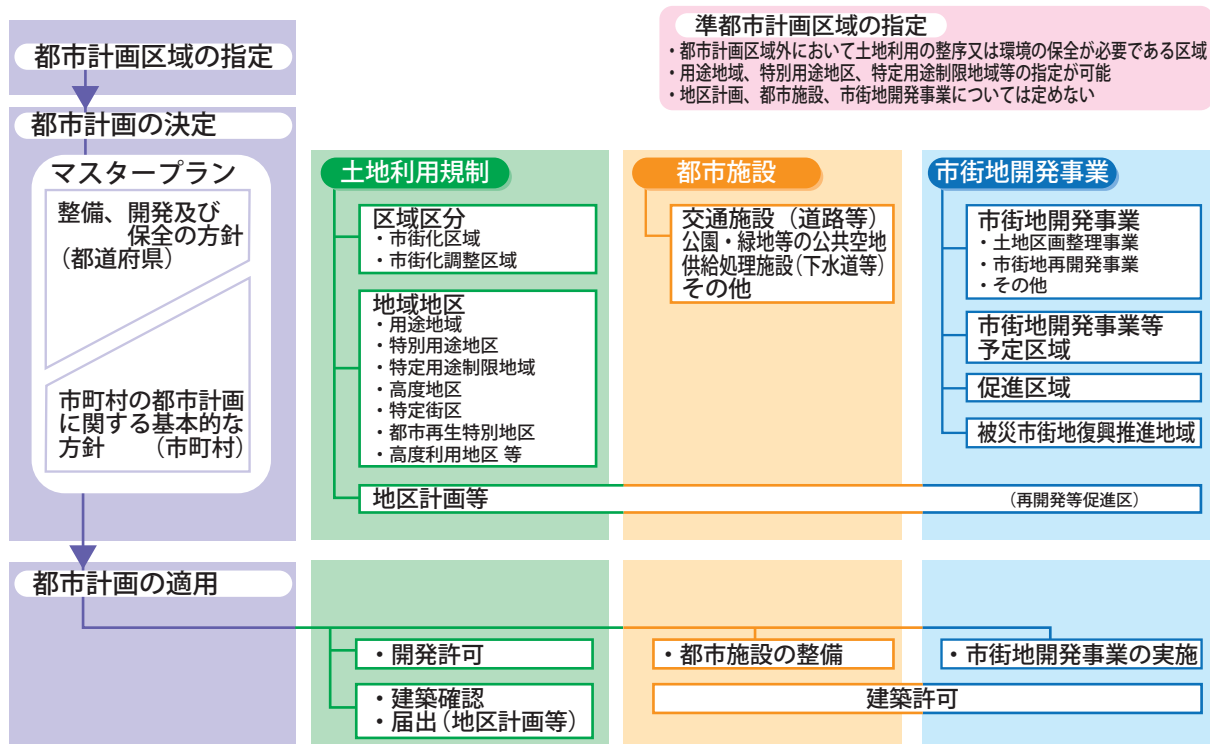 都市計画区域の指定
準都市計画区域の指定
・都市計画区域外において土地利用の整序又は環境の保全が必要である区域
・用途地域、特別用途地区、特定用途制限地域等の指定が可能
・地区計画、都市施設、市街地開発事業については定めない
都市計画の決定
マスタープラン
整備、開発及び
保全の方針
(都道府県)
市町村の都市計画
に関する基本的な
方針 (市町村)
土地利用規制
区域区分
・市街化区域
・市街化調整区域
地域地区
・用途地域
・特別用途地区
・特定用途制限地域
・高度地区
・特定街区
・都市再生特別地区
・高度利用地区 等
地区計画等
(再開発等促進区)
都市施設
交通施設(道路等)
公園・緑地等の公共空地
供給処理施設(下水道等)
その他
市街地開発事業
市街地開発事業
・土地区画整理事業
・市街地再開発事業
・その他
市街地開発事業等
予定区域
促進区域
被災市街地復興推進地域
都市計画の適用
・開発許可
・建築確認
・届出(地区計画等)
・都市施設の整備
・市街地開発事業の実施
建築許可